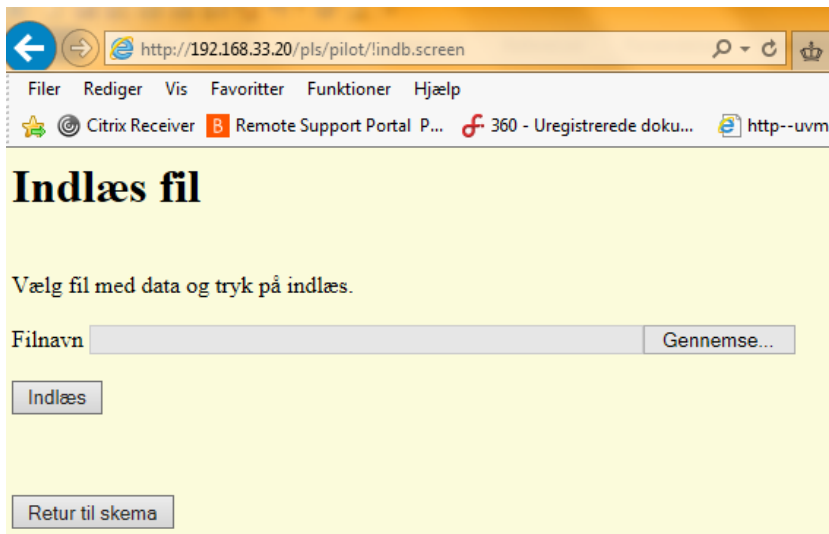 http://192.168.33.20/pls/pilot/!indb.screen
Filer Rediger Vis Favoritter Funktioner Hjælp
Citrix Receiver B Remote Support Portal P... 360 - Uregistrerede doku... http--uvm
Indlæs fil
Vælg fil med data og tryk på indlæs.
Filnavn Gennemse...
Indlæs
Retur til skema